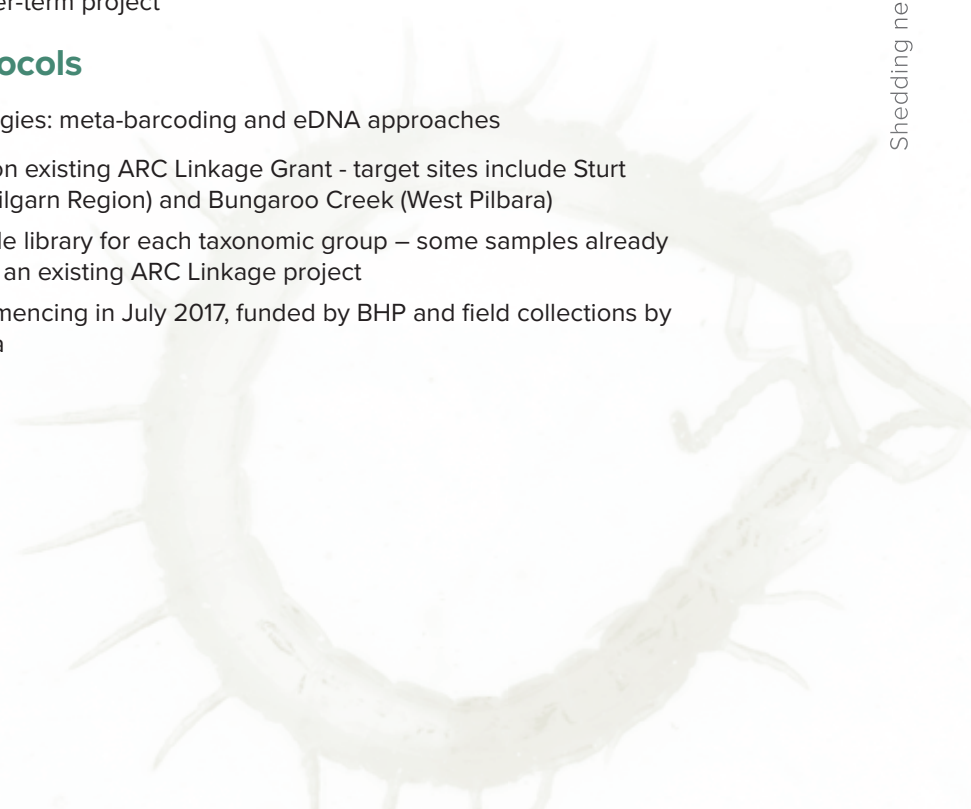 er-term project
ocols
gies: meta-barcoding and eDNA approaches
on existing ARC Linkage Grant - target sites include Sturt
ilgarn Region) and Bungaroo Creek (West Pilbara)
le library for each taxonomic group – some samples already
an existing ARC Linkage project
mencing in July 2017, funded by BHP and field collections by
a
Shedding ne